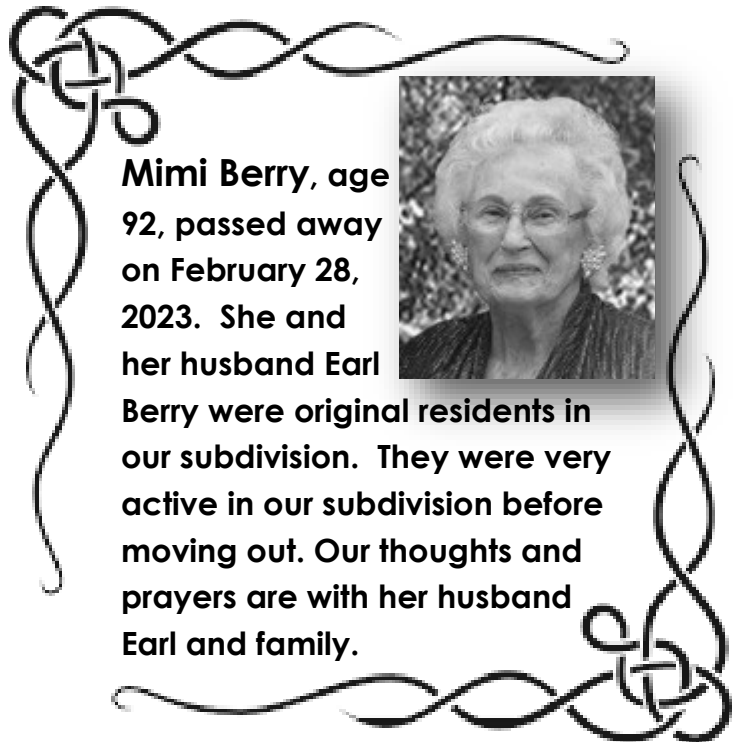 Mimi Berry, age
92, passed away
on February 28,
2023.  She and
her husband Earl
Berry were original residents in
our subdivision.  They were very
active in our subdivision before
moving out. Our thoughts and
prayers are with her husband
Earl and family.